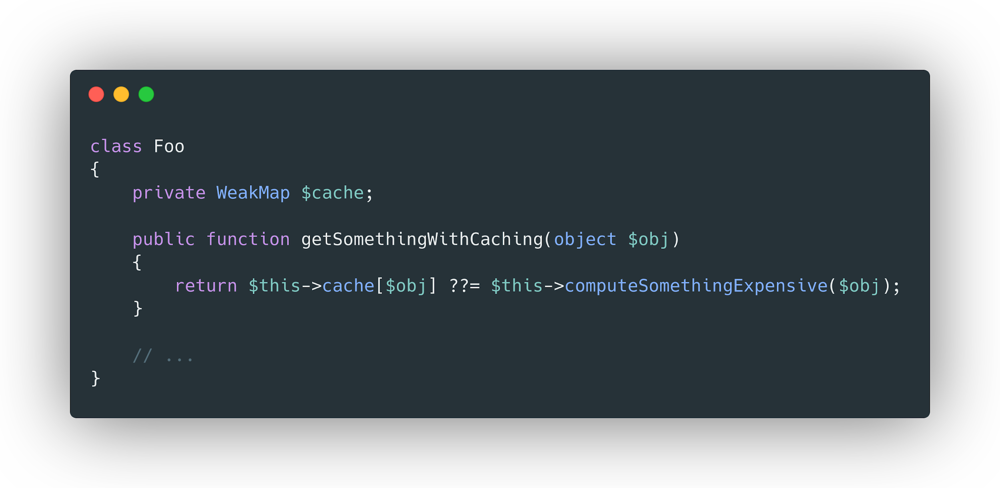 class Foo
{
    private WeakMap $cache;
    public function getSomethingWithCaching(object $obj)
    {
        return $this->cache[$obj] ??= $this->computeSomethingExpensive($obj);
    }
    // ...
}